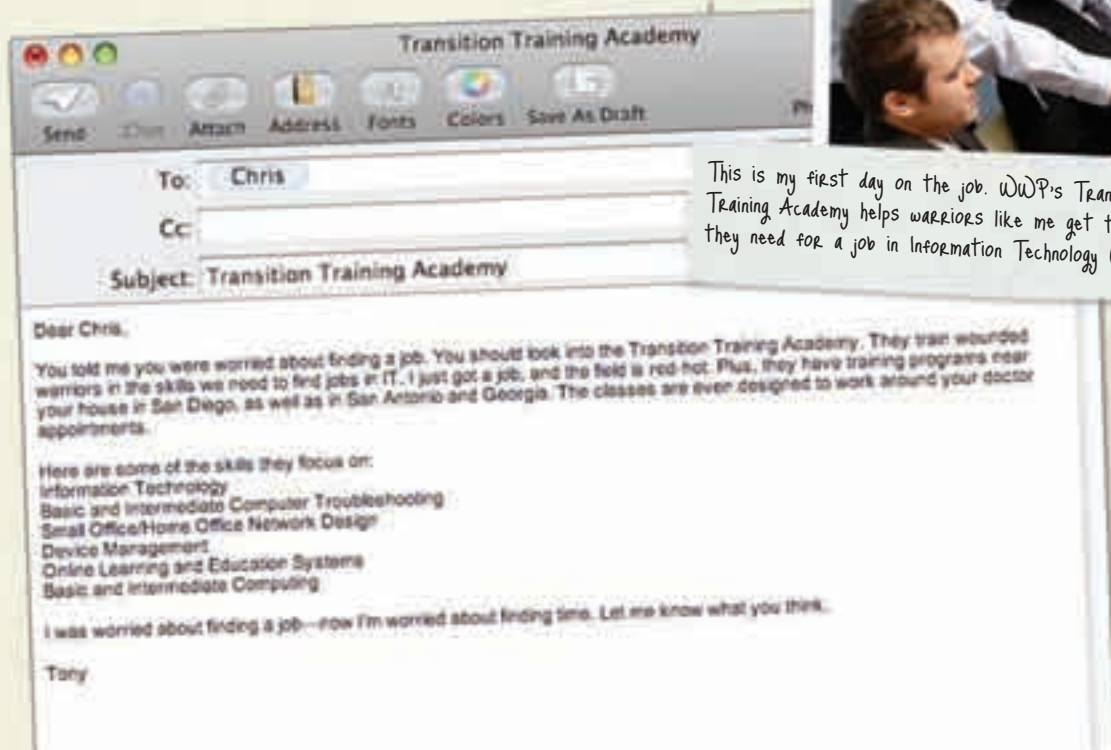 Transition Training Academy
Send
Attach
Address
Fonts
Colors
Save As Draft
To: Chris
Cc:
Subject: Transition Training Academy
This is my first day on the job. WWP's
Training Academy helps warriors like me get
they need for a job in Information Technology
Dear Chris,
You told me you were worried about finding a job. You should look into the Transition Training Academy. They train wounded
warriors in the skills we need to find jobs in IT. I just got a job, and the field is red-hot. Plus, they have training programs near
your house in San Diego, as well as in San Antonio and Georgia. The classes are even designed to work around your doctor
appointments.
Here are some of the skills they focus on:
Information Technology
Basic and Intermediate Computer Troubleshooting
Small Office/Home Office Network Design
Device Management
Online Learning and Education Systems
Basic and Intermediate Computing
I was worried about finding a job—now I'm worried about finding time. Let me know what you think.
Tony